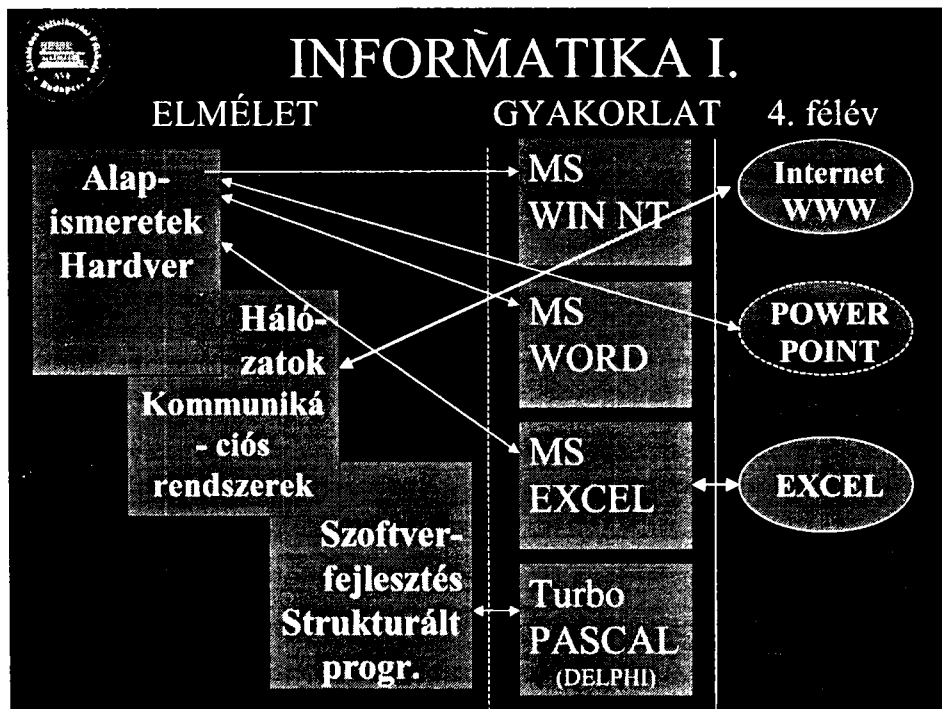 INFORMATIKA I.
ELMÉLET
GYAKORLAT
4. félév
Alap-
ismeretek
Hardver
Háló-
zatok
Kommuniká
- ciós
rendszerek
Szoftver-
fejlesztés
Strukturált
progr.
MS
WIN NT
MS
WORD
MS
EXCEL
Turbo
PASCAL
(DELPHI)
Internet
WWW
POWER
POINT
EXCEL